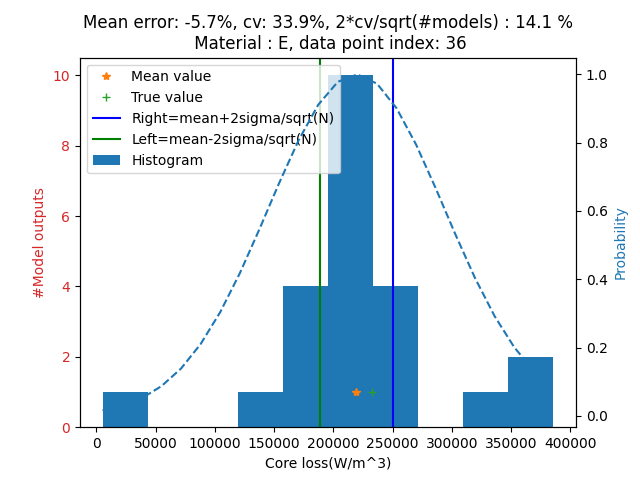 Mean error: -5.7%, cv: 33.9%, 2*cv/sqrt(#models) : 14.1 %
Material : E, data point index: 36
Mean value
True value
Right=mean+2sigma/sqrt(N)
Left=mean-2sigma/sqrt(N)
Histogram
#Model outputs
10
8
6
4
2
0
1.0
0.8
0.6
0.4
0.2
0.0
Probability
0 50000 100000 150000 200000 250000 300000 350000 400000
Core loss(W/m^3)